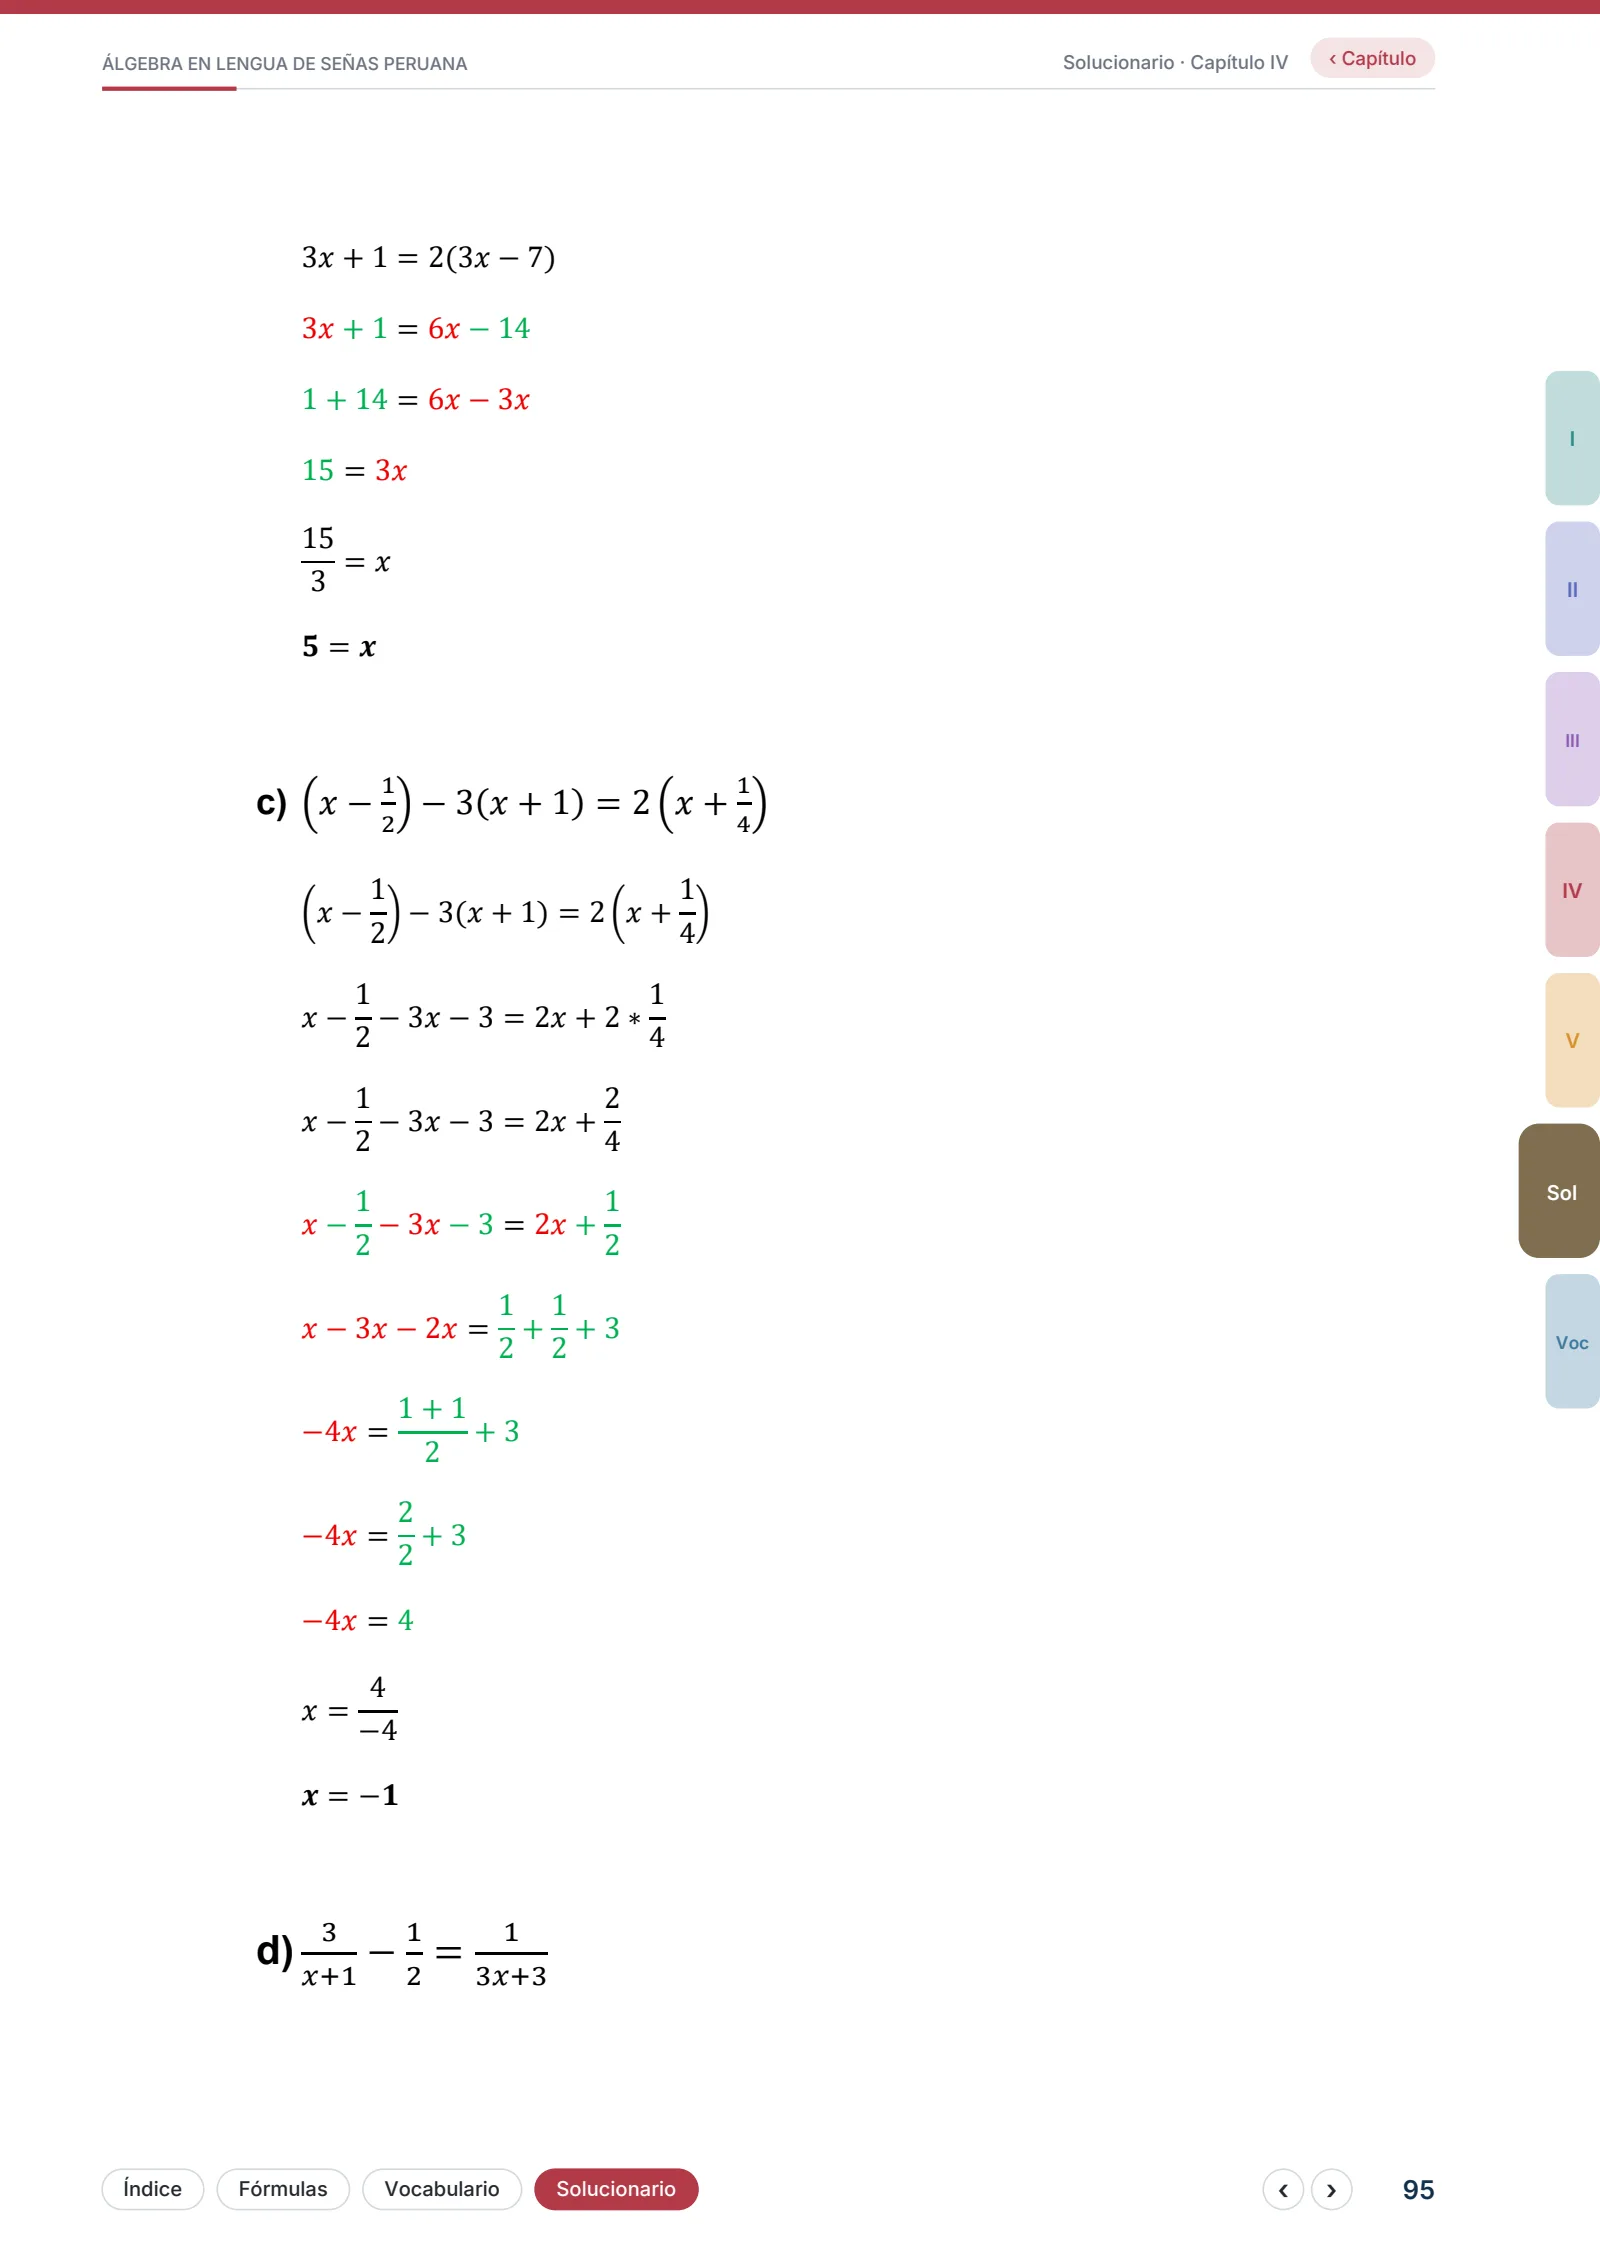 ÁLGEBRA EN LENGUA DE SEÑAS PERUANA
Solucionario · Capítulo IV ‹ Capítulo
3x + 1 = 2(3x − 7)
3x + 1 = 6x − 14
1 + 14 = 6x − 3x
15 = 3x
15/3 = x
5 = x
c) (x − 1/2) − 3(x + 1) = 2(x + 1/4)
(x − 1/2) − 3(x + 1) = 2(x + 1/4)
x − 1/2 − 3x − 3 = 2x + 2 * 1/4
x − 1/2 − 3x − 3 = 2x + 2/4
x − 1/2 − 3x − 3 = 2x + 1/2
x − 3x − 2x = 1/2 + 1/2 + 3
−4x = (1 + 1)/2 + 3
−4x = 2/2 + 3
−4x = 4
x = 4/−4
x = −1
d) 3/(x+1) − 1/2 = 1/(3x+3)
I
II
III
IV
V
Sol
Voc
Índice Fórmulas Vocabulario Solucionario ‹ › 95